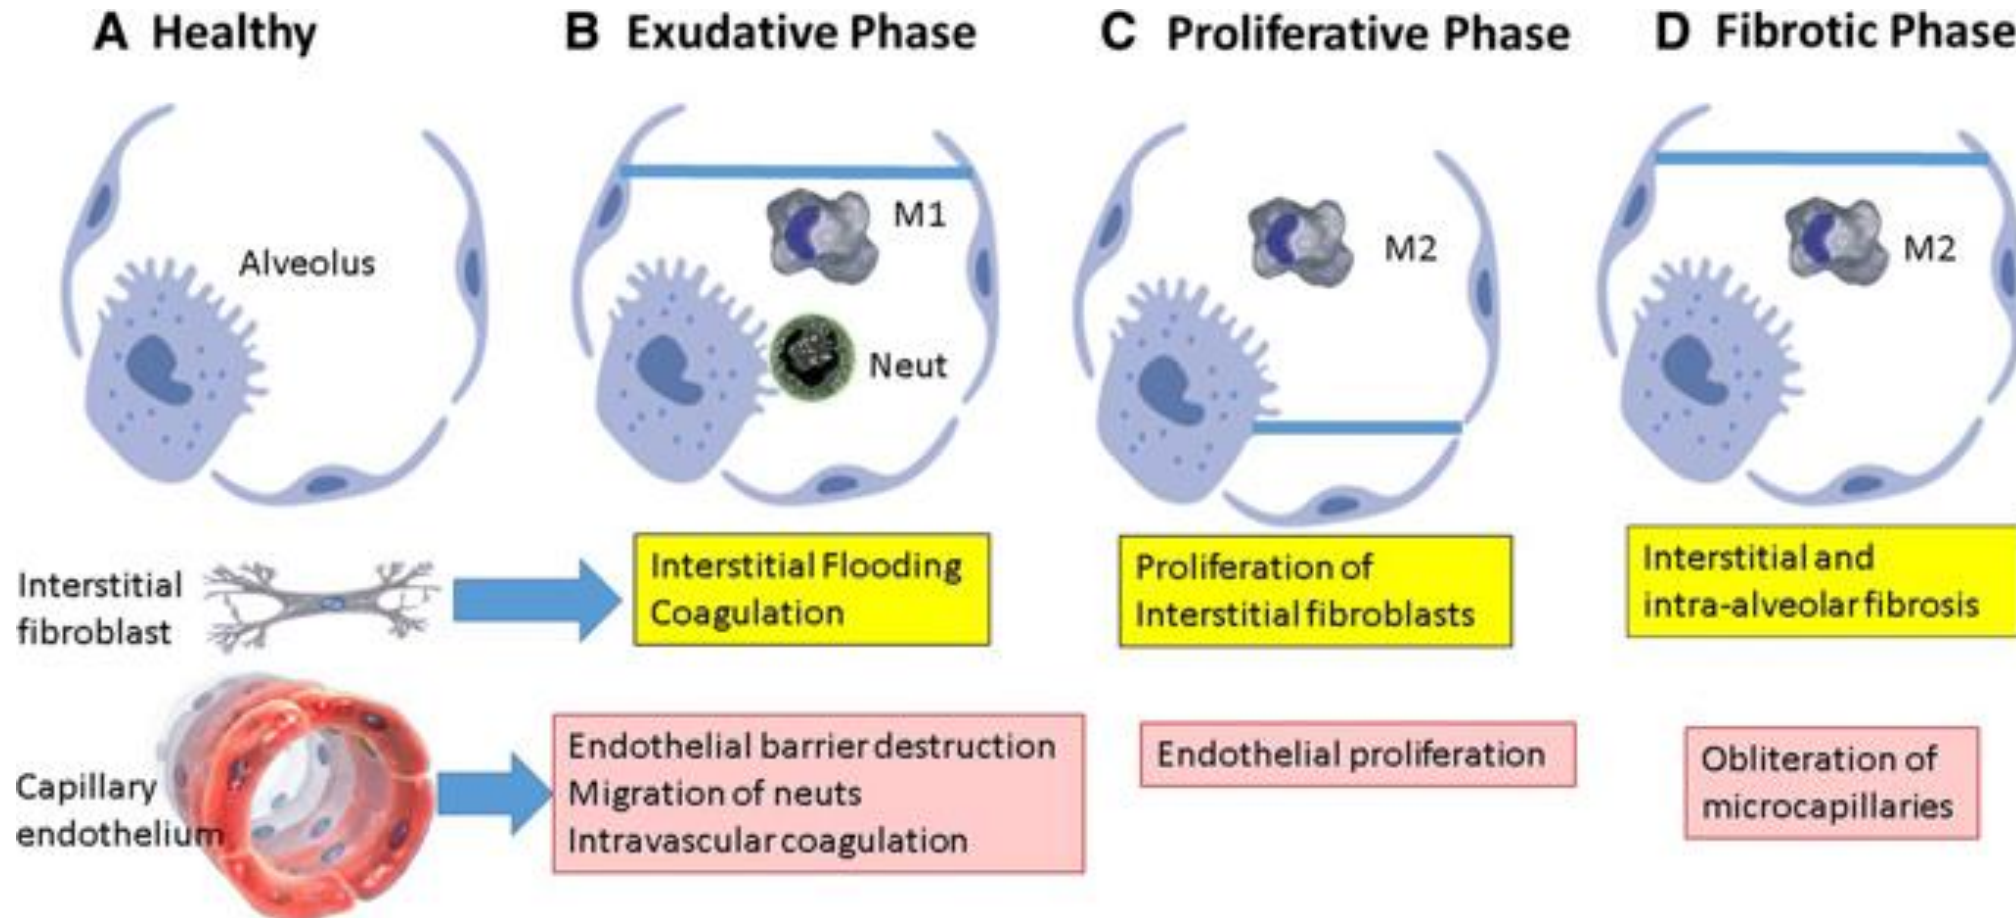 A Healthy
B Exudative Phase
C Proliferative Phase
D Fibrotic Phase
Alveolus
M1
Neut
M2
M2
Interstitial
fibroblast
Interstitial Flooding
Coagulation
Proliferation of
Interstitial fibroblasts
Interstitial and
intra-alveolar fibrosis
Capillary
endothelium
Endothelial barrier destruction
Migration of neuts
Intravascular coagulation
Endothelial proliferation
Obliteration of
microcapillaries